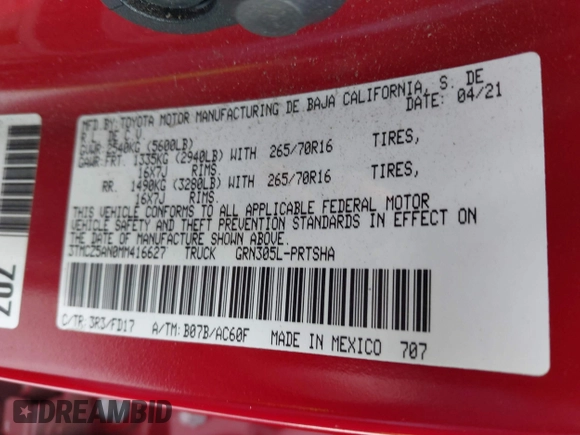 MFD BY:TOYOTA MOTOR MANUFACTURING DE BAJA CALIFORNIA, S. DE
R.L DE C.V. DATE: 04/21
GVWR 2540KG (5600LB)
GAWR:FRT. 1335KG (2940LB) WITH 265/70R16 TIRES,
16X7J RIMS.
RR. 1490KG (3280LB) WITH 265/70R16 TIRES,
16X7J RIMS.
THIS VEHICLE CONFORMS TO ALL APPLICABLE FEDERAL MOTOR
VEHICLE SAFETY AND THEFT PREVENTION STANDARDS IN EFFECT ON
THE DATE OF MANUFACTURE SHOWN ABOVE.
3TMCZ5AN0MM416627 TRUCK GRN305L-PRTSHA
C/TR: 3R3/FD17 A/TM: B07B/AC60F MADE IN MEXICO 707
707
DREAMBID